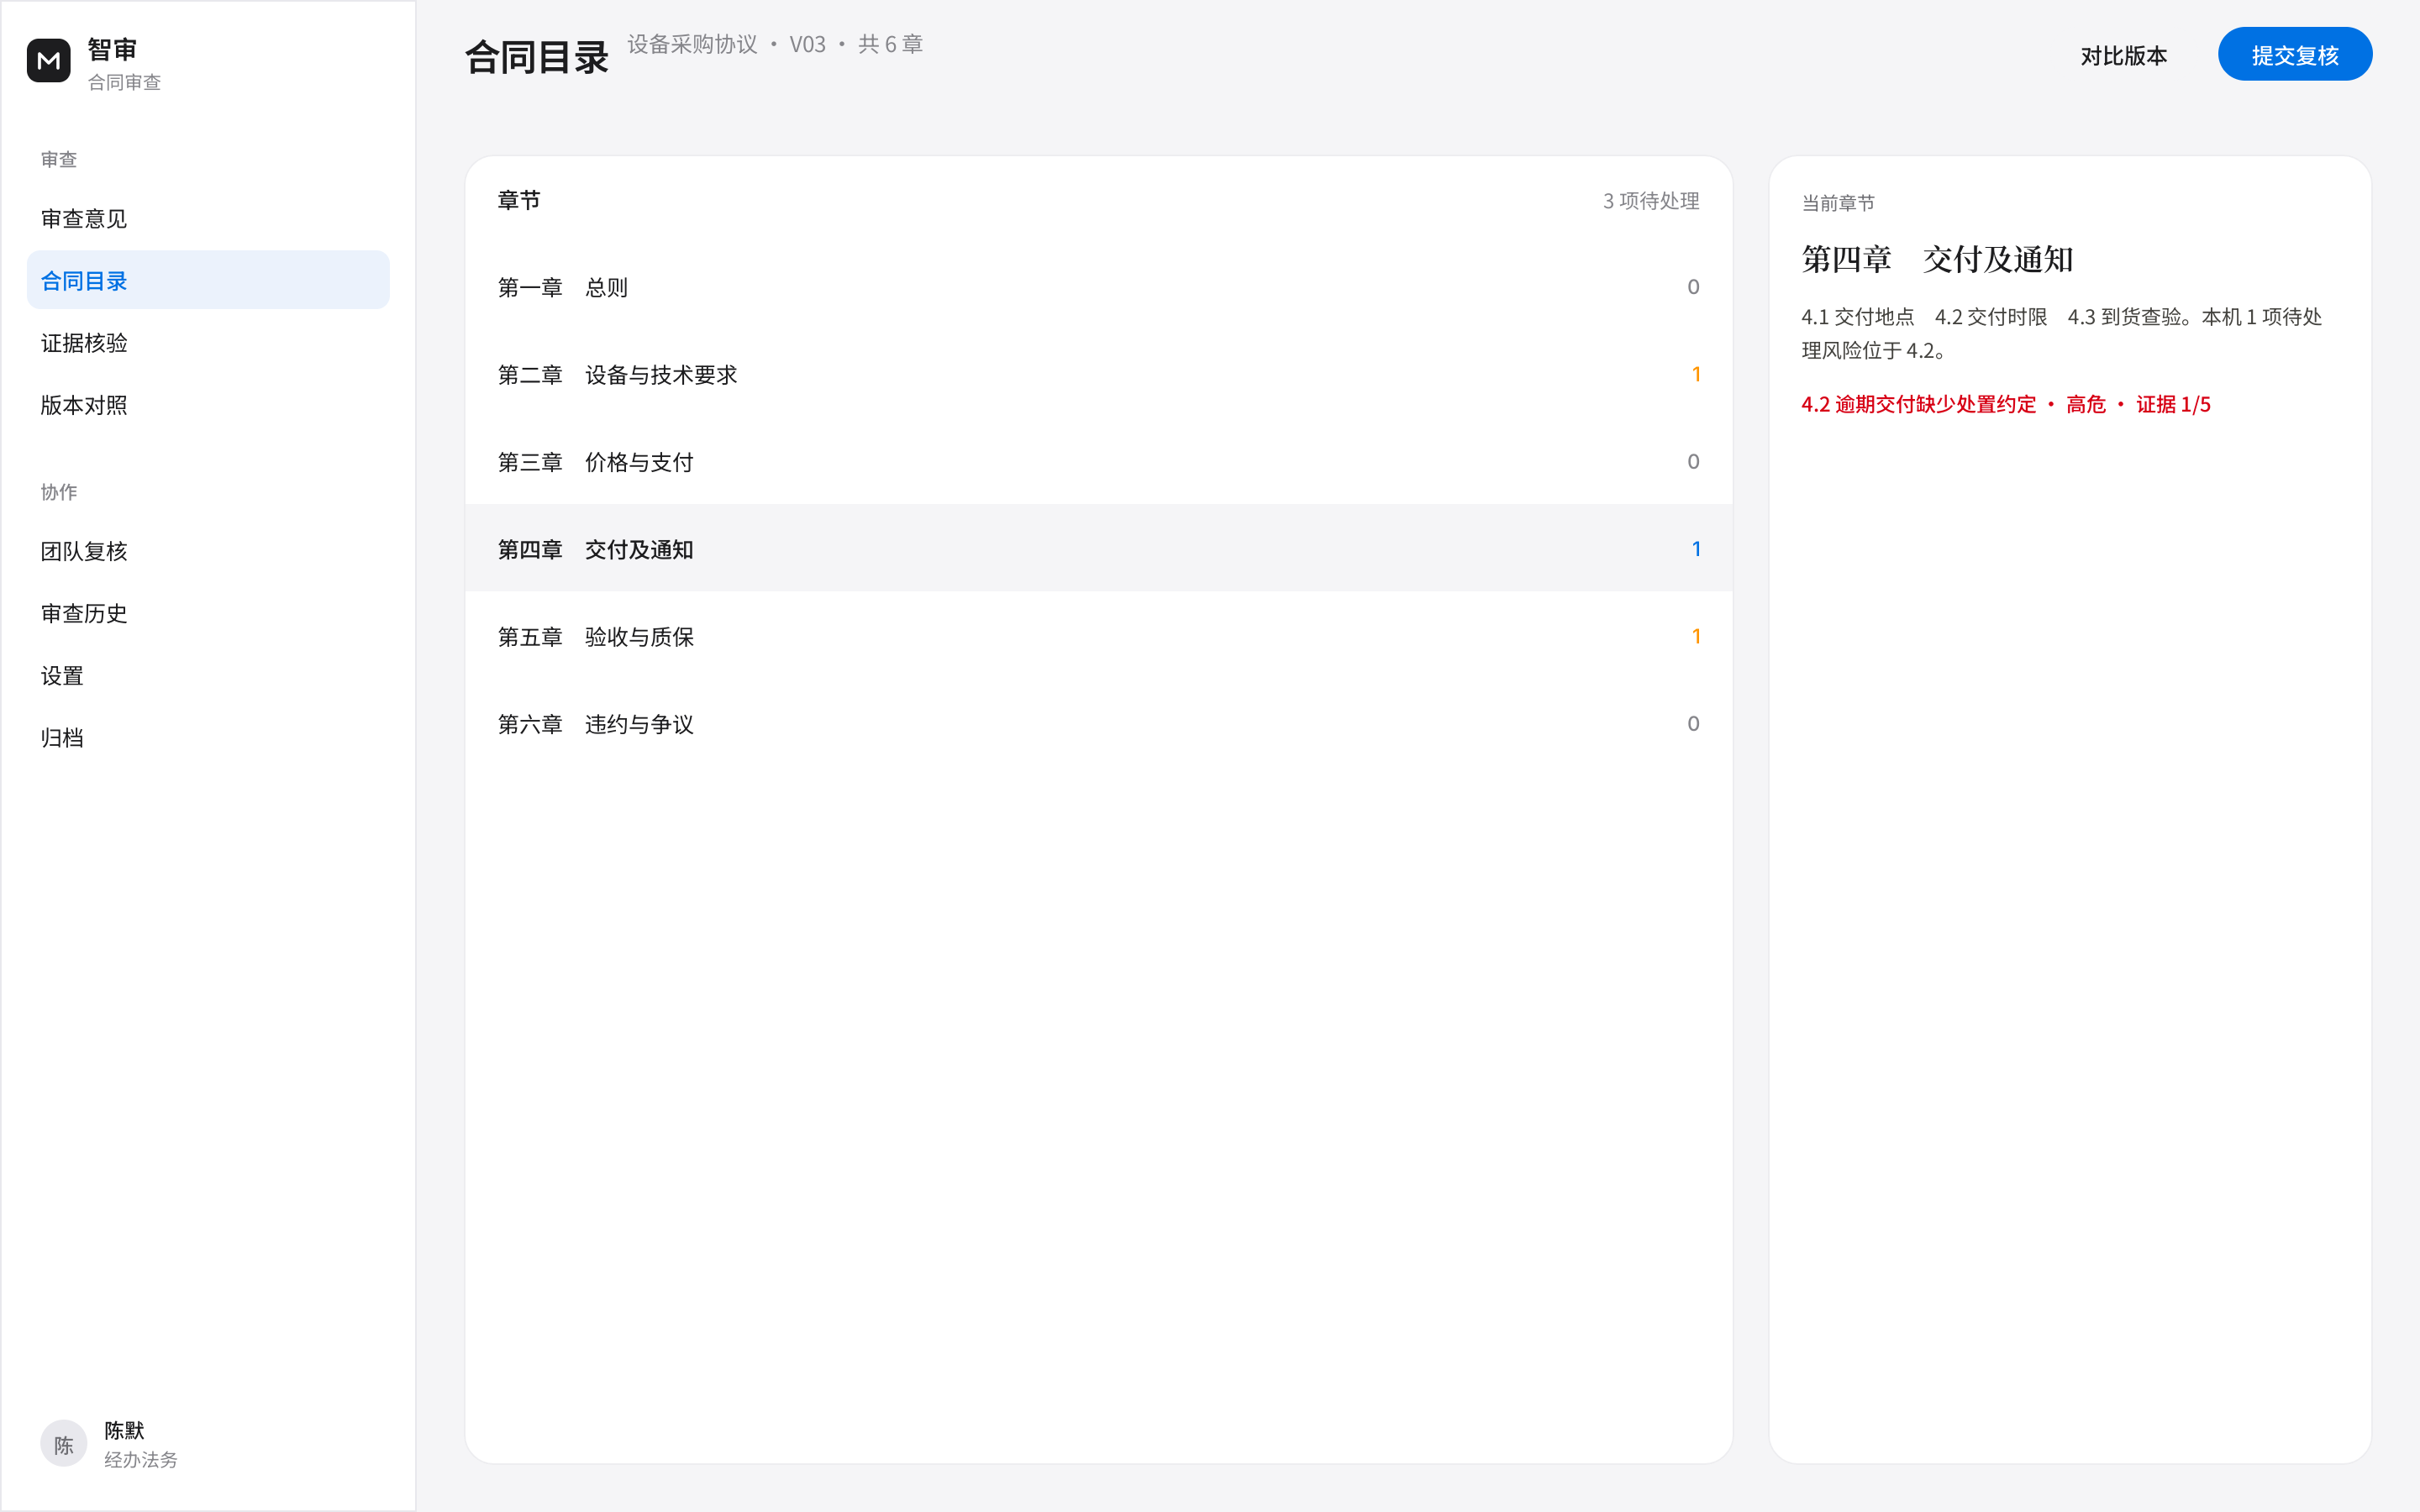 智审
合同审查
审查
审查意见
合同目录
证据核验
版本对照
协作
团队复核
审查历史
设置
归档
陈
陈默
经办法务
合同目录
设备采购协议 · V03 · 共 6 章
对比版本
提交复核
章节
3 项待处理
第一章 总则
0
第二章 设备与技术要求
1
第三章 价格与支付
0
第四章 交付及通知
1
第五章 验收与质保
1
第六章 违约与争议
0
当前章节
第四章 交付及通知
4.1 交付地点 4.2 交付时限 4.3 到货查验。本机 1 项待处
理风险位于 4.2。
4.2 逾期交付缺少处置约定 · 高危 · 证据 1/5